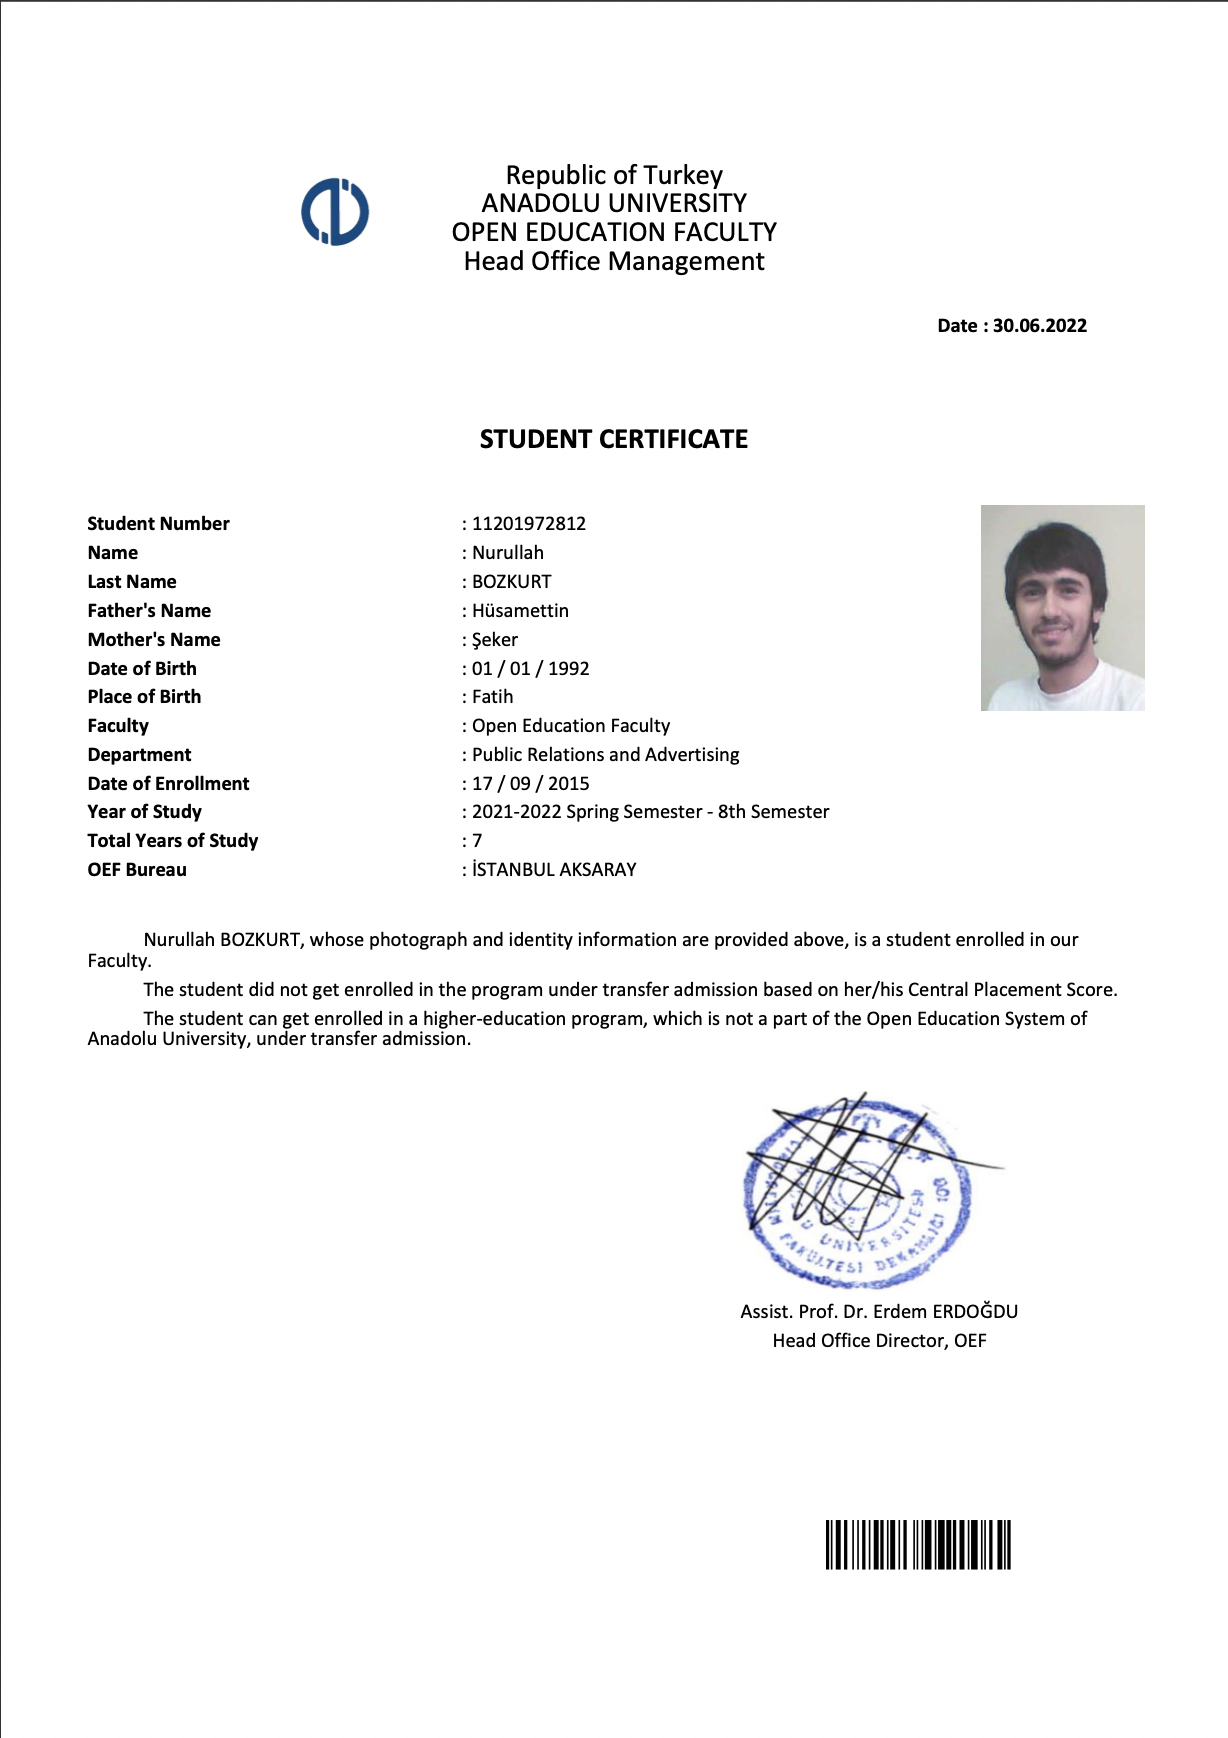 Republic of Turkey
ANADOLU UNIVERSITY
OPEN EDUCATION FACULTY
Head Office Management
Date : 30.06.2022
STUDENT CERTIFICATE
Student Number : 11201972812
Name : Nurullah
Last Name : BOZKURT
Father's Name : Hüsamettin
Mother's Name : Şeker
Date of Birth : 01 / 01 / 1992
Place of Birth : Fatih
Faculty : Open Education Faculty
Department : Public Relations and Advertising
Date of Enrollment : 17 / 09 / 2015
Year of Study : 2021-2022 Spring Semester - 8th Semester
Total Years of Study : 7
OEF Bureau : İSTANBUL AKSARAY
Nurullah BOZKURT, whose photograph and identity information are provided above, is a student enrolled in our
Faculty.
The student did not get enrolled in the program under transfer admission based on her/his Central Placement Score.
The student can get enrolled in a higher-education program, which is not a part of the Open Education System of
Anadolu University, under transfer admission.
T.C.
ÜNİVERSİTESİ
FAKÜLTESİ DEKANLIĞI
Assist. Prof. Dr. Erdem ERDOĞDU
Head Office Director, OEF